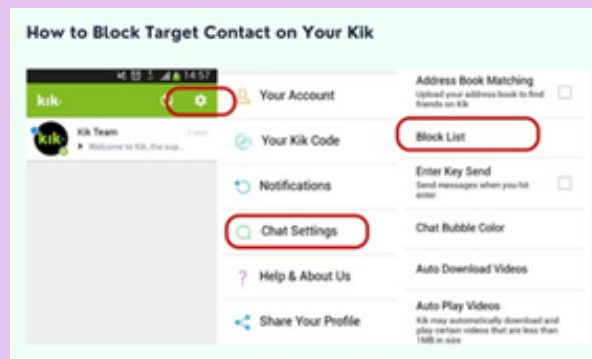 How to Block Target Contact on Your Kik
14:57
kik·
Kik Team
1 min
Welcome to Kik, the sup...
kik·
Your Account
Your Kik Code
Notifications
Chat Settings
Help & About Us
Share Your Profile
Address Book Matching
Upload your address book to find
friends on Kik
Block List
Enter Key Send
Send messages when you hit
enter
Chat Bubble Color
Auto Download Videos
Auto Play Videos
Kik may automatically download and
play certain videos that are less than
1MB in size